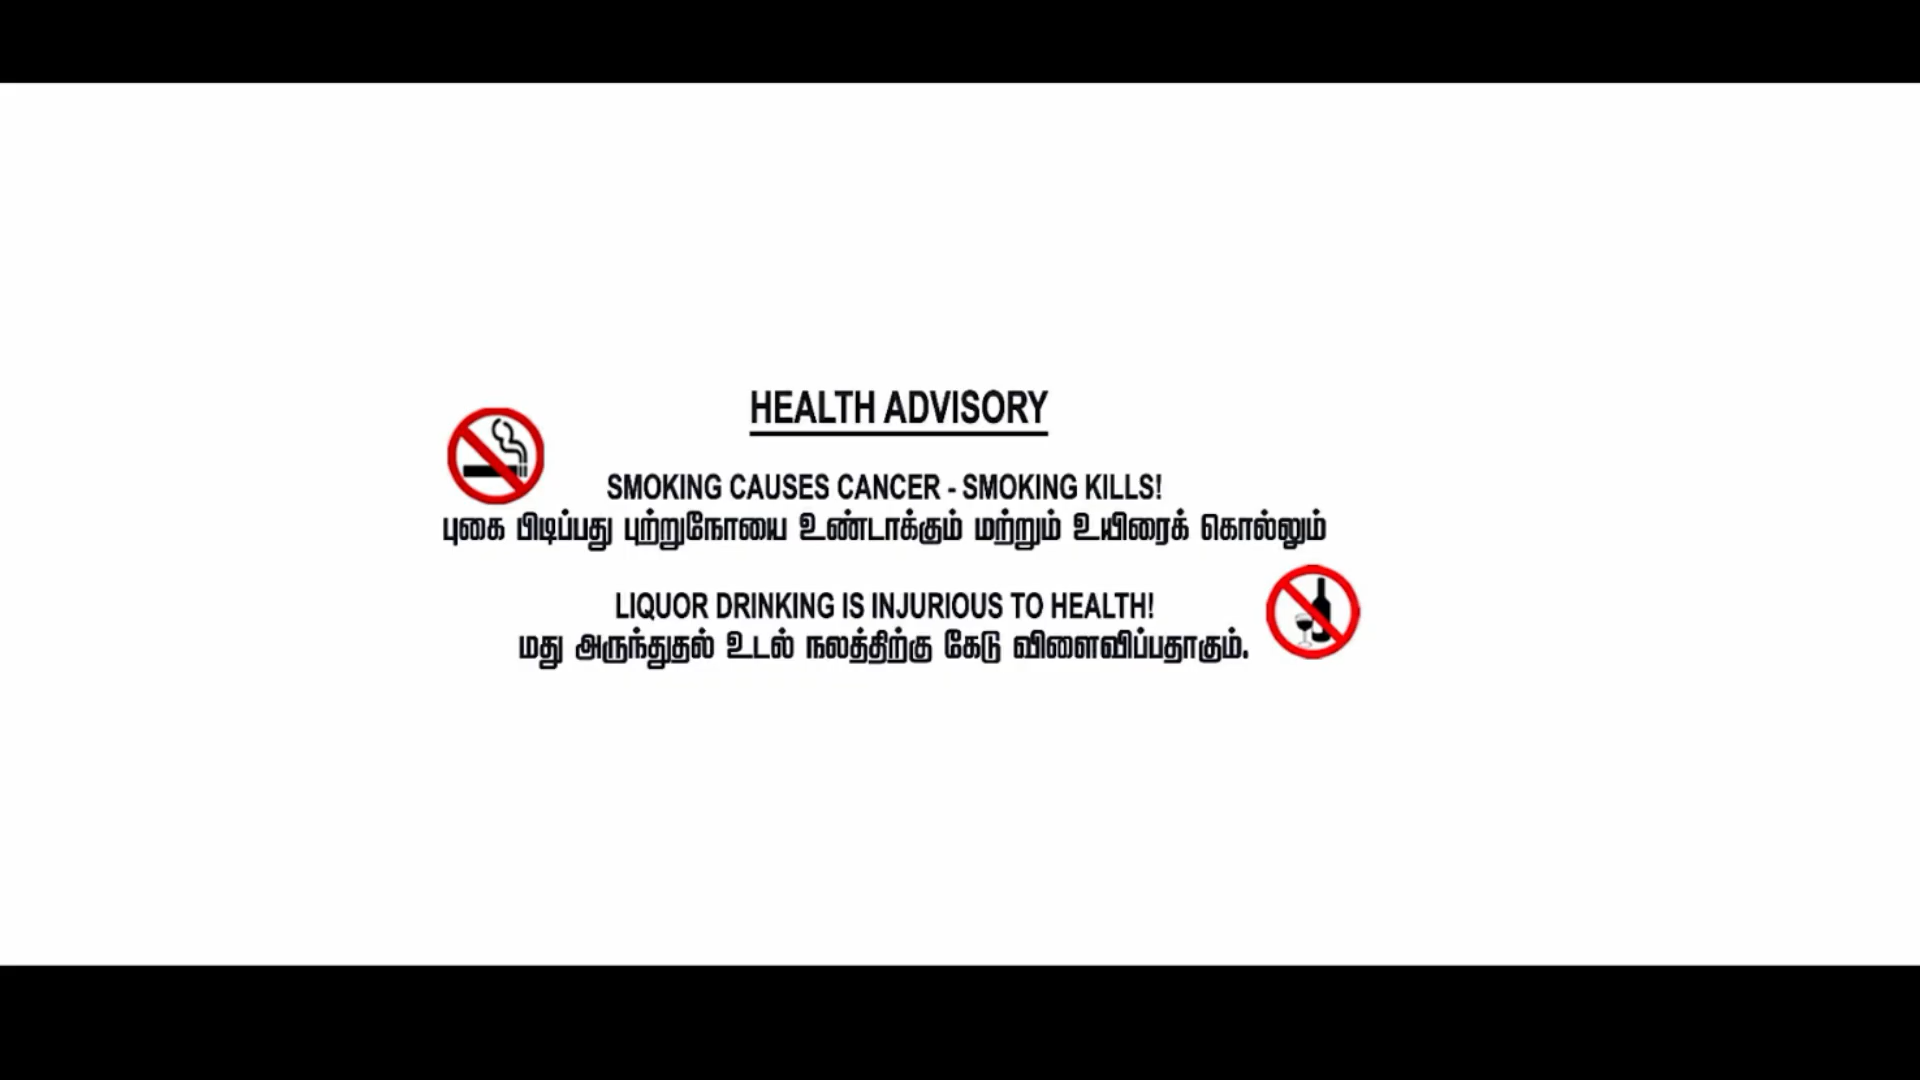 HEALTH ADVISORY
SMOKING CAUSES CANCER - SMOKING KILLS!
புகை பிடிப்பது புற்றுநோயை உண்டாக்கும் மற்றும் உயிரைக் கொல்லும்
LIQUOR DRINKING IS INJURIOUS TO HEALTH!
மது அருந்துதல் உடல் நலத்திற்கு கேடு விளைவிப்பதாகும்.